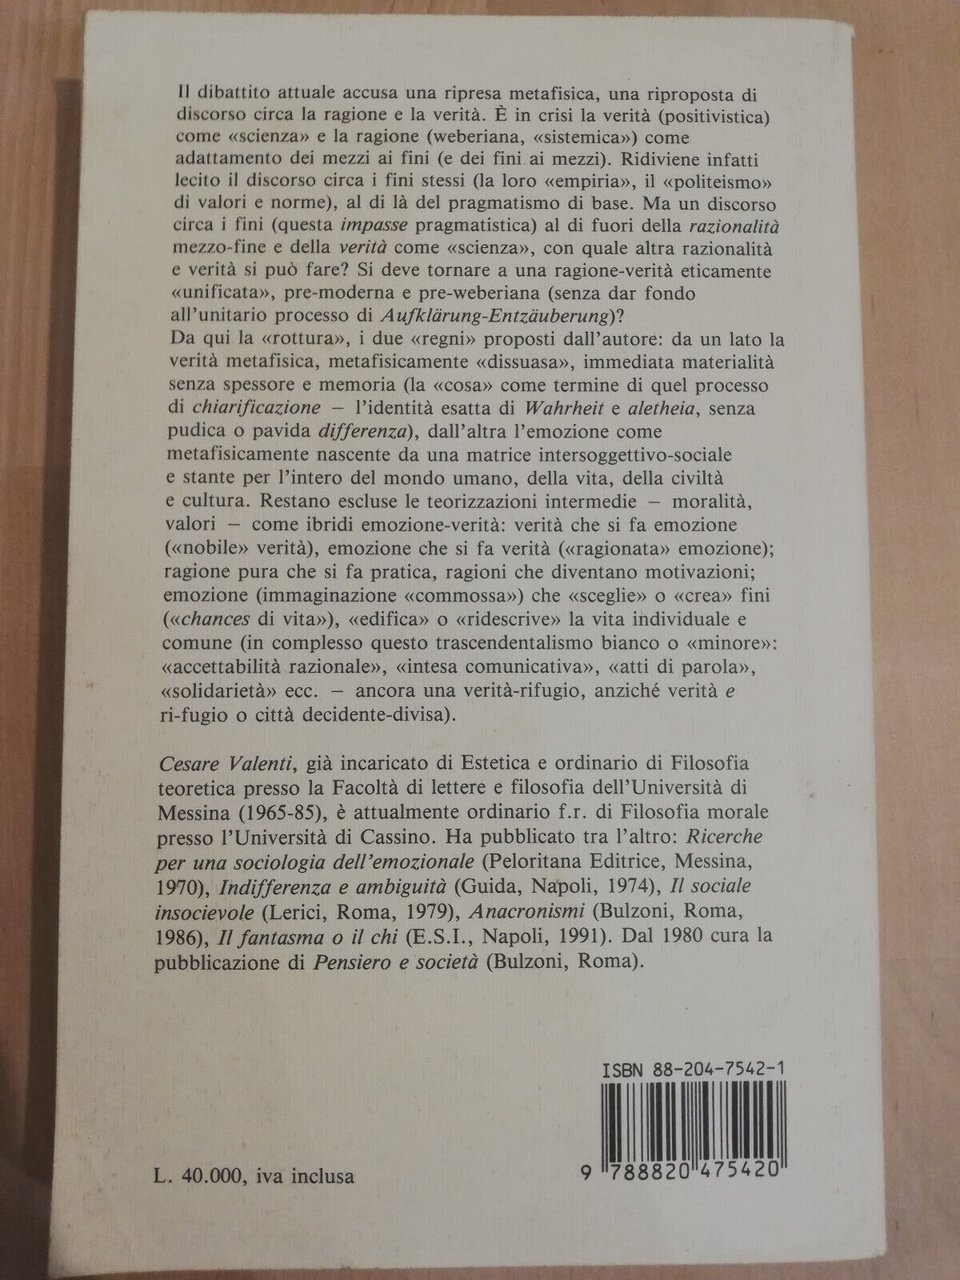 Il dibattito attuale accusa una ripresa metafisica, una riproposta di
discorso circa la ragione e la verità. È in crisi la verità (positivistica)
come «scienza» e la ragione (weberiana, «sistemica») come
adattamento dei mezzi ai fini (e dei fini ai mezzi). Ridiviene infatti
lecito il discorso circa i fini stessi (la loro «empiria», il «politeismo»
di valori e norme), al di là del pragmatismo di base. Ma un discorso
circa i fini (questa impasse pragmatistica) al di fuori della razionalità
mezzo-fine e della verità come «scienza», con quale altra razionalità
e verità si può fare? Si deve tornare a una ragione-verità eticamente
«unificata», pre-moderna e pre-weberiana (senza dar fondo
all'unitario processo di Aufklärung-Entzäuberung)?
Da qui la «rottura», i due «regni» proposti dall'autore: da un lato la
verità metafisica, metafisicamente «dissuasa», immediata materialità
senza spessore e memoria (la «cosa» come termine di quel processo
di chiarificazione — l'identità esatta di Wahrheit e aletheia, senza
pudica o pavida differenza), dall'altra l'emozione come
metafisicamente nascente da una matrice intersoggettivo-sociale
e stante per l'intero del mondo umano, della vita, della civiltà
e cultura. Restano escluse le teorizzazioni intermedie — moralità,
valori — come ibridi emozione-verità: verità che si fa emozione
(«nobile» verità), emozione che si fa verità («ragionata» emozione);
ragione pura che si fa pratica, ragioni che diventano motivazioni;
emozione (immaginazione «commossa») che «sceglie» o «crea» fini
(«chances di vita»), «edifica» o «ridescrive» la vita individuale e
comune (in complesso questo trascendentalismo bianco o «minore»:
«accettabilità razionale», «intesa comunicativa», «atti di parola»,
«solidarietà» ecc. — ancora una verità-rifugio, anziché verità e
ri-fugio o città decidente-divisa).
Cesare Valenti, già incaricato di Estetica e ordinario di Filosofia
teoretica presso la Facoltà di lettere e filosofia dell'Università di
Messina (1965-85), è attualmente ordinario f.r. di Filosofia morale
presso l'Università di Cassino. Ha pubblicato tra l'altro: Ricerche
per una sociologia dell'emozionale (Peloritana Editrice, Messina,
1970), Indifferenza e ambiguità (Guida, Napoli, 1974), Il sociale
insocievole (Lerici, Roma, 1979), Anacronismi (Bulzoni, Roma,
1986), Il fantasma o il chi (E.S.I., Napoli, 1991). Dal 1980 cura la
pubblicazione di Pensiero e società (Bulzoni, Roma).
ISBN 88-204-7542-1
9 788820 475420
L. 40.000, iva inclusa